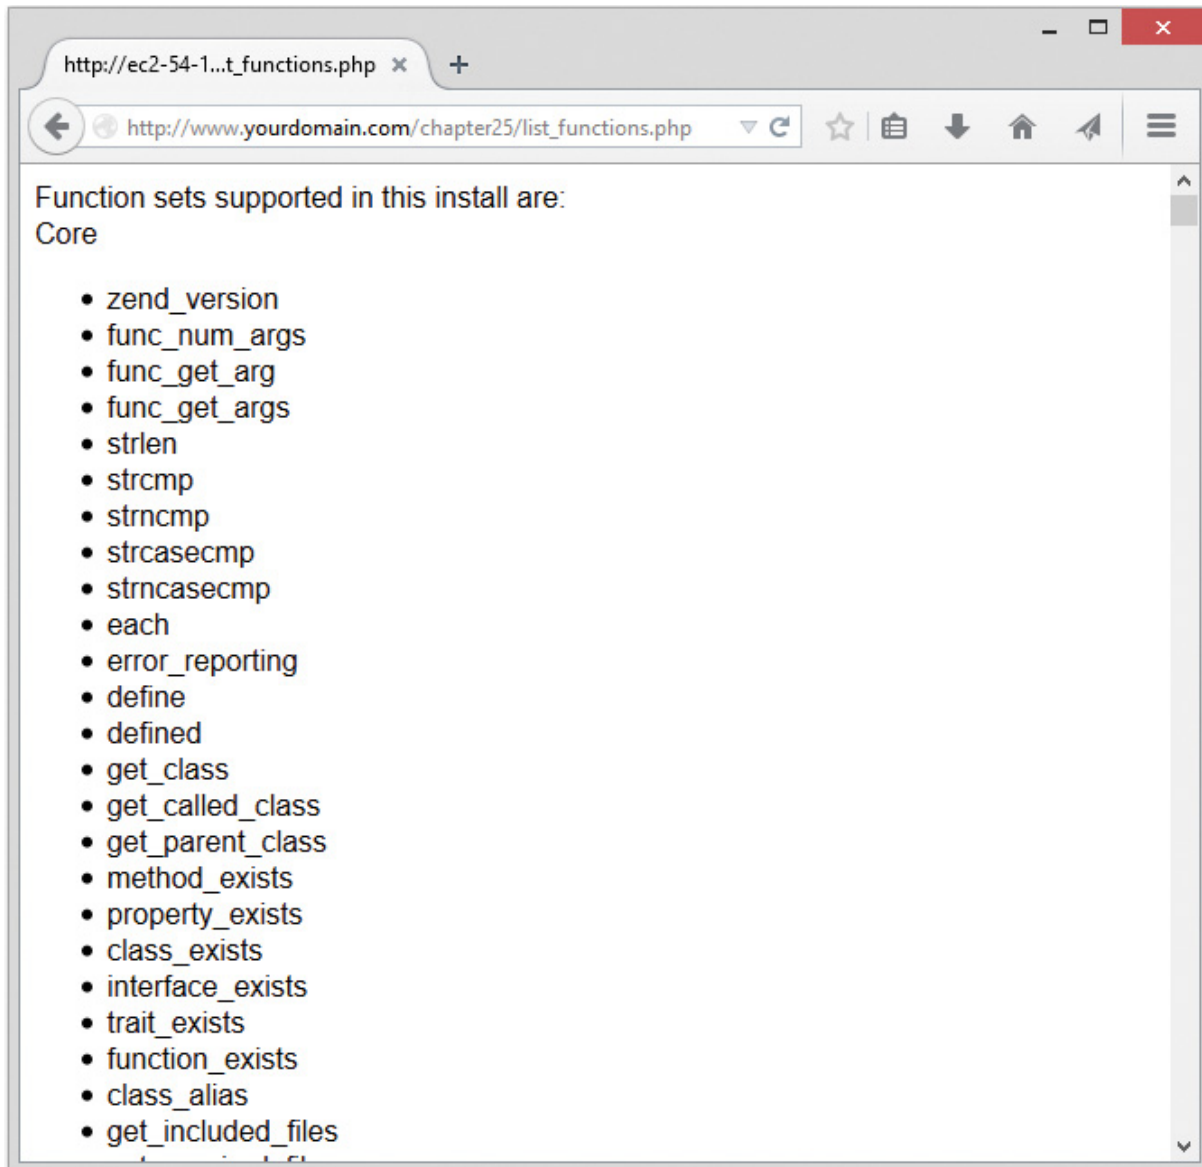 http://ec2-54-1...t_functions.php
http://www.yourdomain.com/chapter25/list_functions.php
Function sets supported in this install are:
Core
• zend_version
• func_num_args
• func_get_arg
• func_get_args
• strlen
• strcmp
• strncmp
• strcasecmp
• strncasecmp
• each
• error_reporting
• define
• defined
• get_class
• get_called_class
• get_parent_class
• method_exists
• property_exists
• class_exists
• interface_exists
• trait_exists
• function_exists
• class_alias
• get_included_files